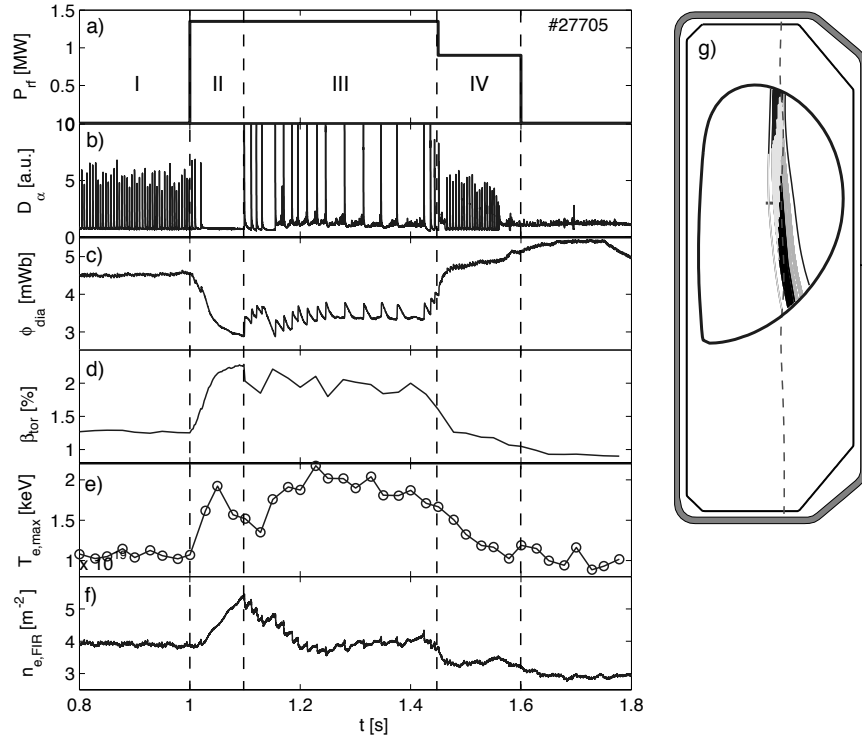 a)
#27705
P_rf [MW]
1.5
1
0.5
0
I
II
III
IV
b)
D_α [a.u.]
10
5
0
c)
ϕ_dia [mWb]
5
4
3
d)
β_tor [%]
2
1.5
1
e)
T_e,max [keV]
2
1.5
1
x 10^19
f)
n_e,FIR [m^-2]
5
4
3
0.8 1 1.2 1.4 1.6 1.8
t [s]
g)